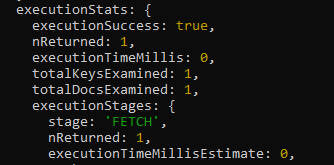 executionStats: {
executionSuccess: true,
nReturned: 1,
executionTimeMillis: 0,
totalKeysExamined: 1,
totalDocsExamined: 1,
executionStages: {
stage: 'FETCH',
nReturned: 1,
executionTimeMillisEstimate: 0,